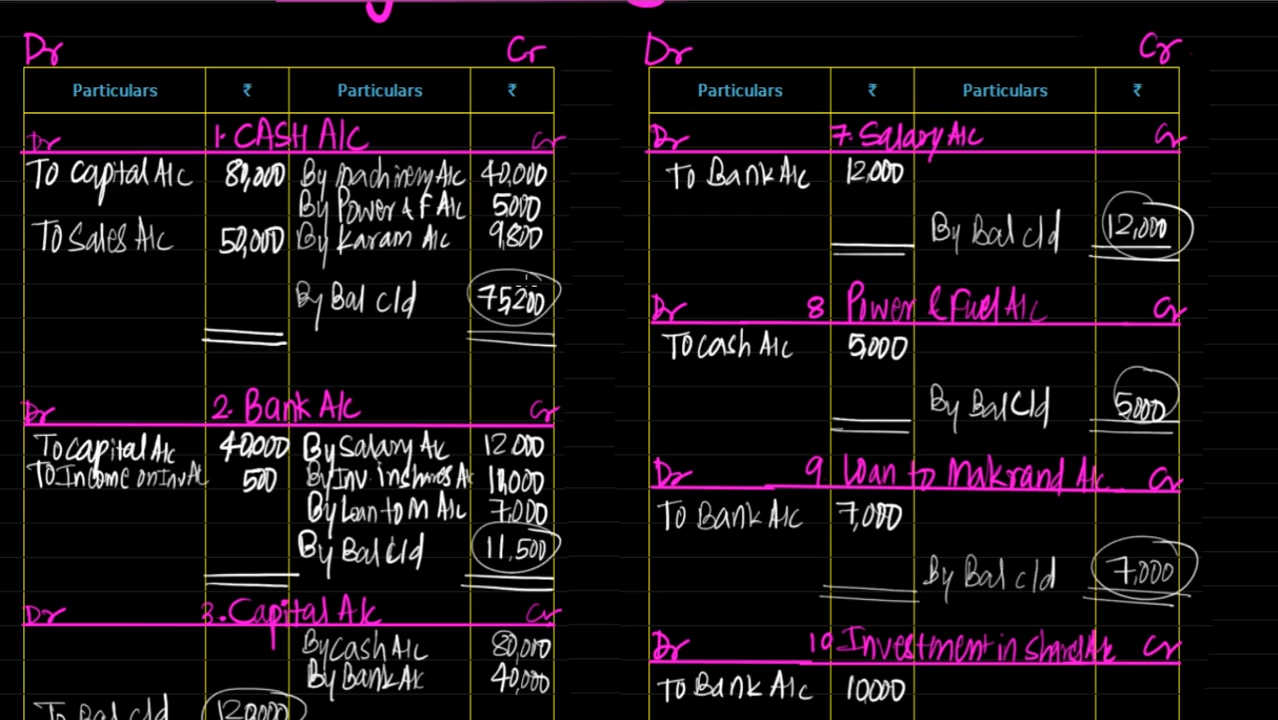 Dr Cr
Particulars ₹ Particulars ₹
Dr 1. CASH A/c Cr
To Capital A/c 80,000 By Machinery A/c 40,000
By Power & F A/c 5,000
To Sales A/c 50,000 By Karam A/c 9,800
By Bal c/d 75,200
Dr 2. Bank A/c Cr
To Capital A/c 40,000 By Salary A/c 12,000
To Income on Inv A/c 500 By Inv. in shares A/c 10,000
By Loan to M A/c 7,000
By Bal c/d 11,500
Dr 3. Capital A/c Cr
By Cash A/c 80,000
By Bank A/c 40,000
To Bal c/d 120,000
Dr Cr
Particulars ₹ Particulars ₹
Dr 7. Salary A/c Cr
To Bank A/c 12,000
By Bal c/d 12,000
Dr 8 Power & Fuel A/c Cr
To Cash A/c 5,000
By Bal c/d 5,000
Dr 9 Loan to Makrand A/c Cr
To Bank A/c 7,000
By Bal c/d 7,000
Dr 10 Investment in Shares A/c Cr
To Bank A/c 10000